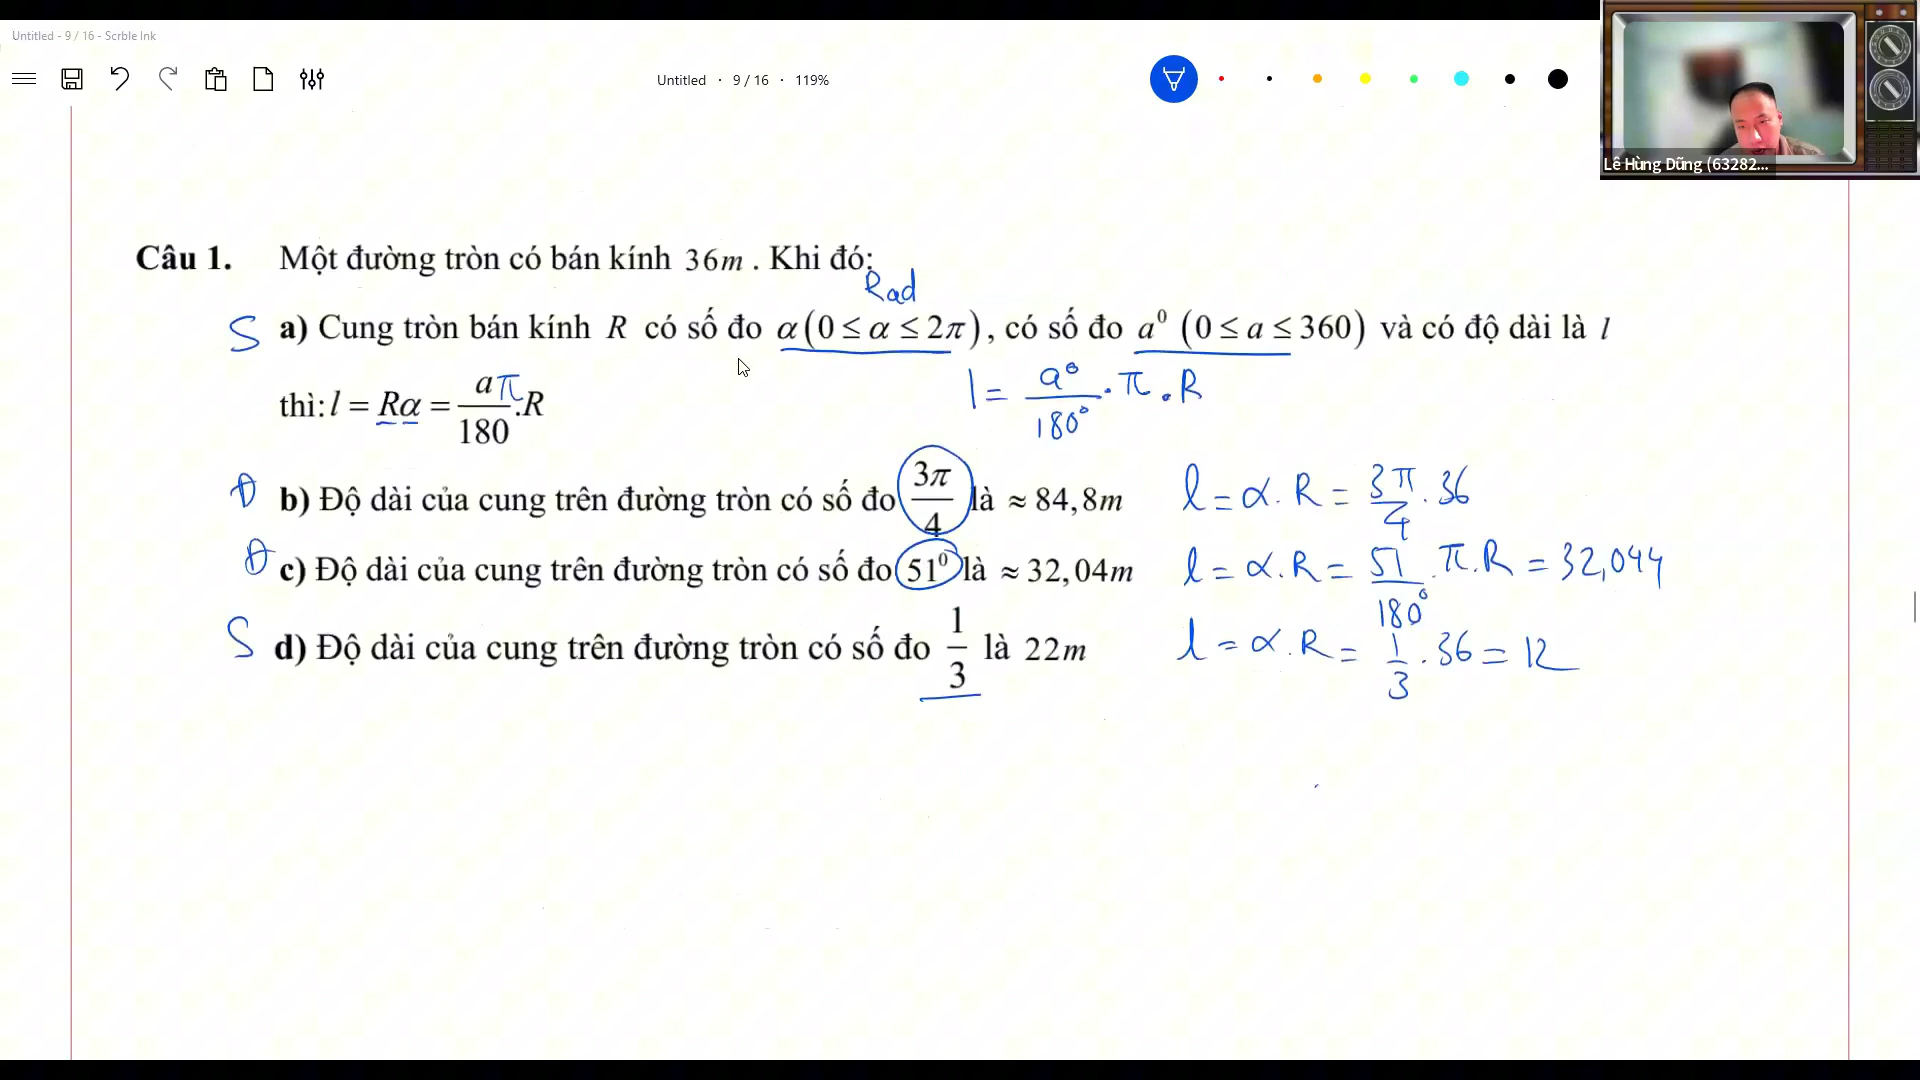 Untitled - 9 / 16 - Scrble Ink
Untitled · 9 / 16 · 119%
Lê Hùng Dũng (63282...
Câu 1. Một đường tròn có bán kính 36m . Khi đó:
Rad
S a) Cung tròn bán kính R có số đo α(0 ≤ α ≤ 2π), có số đo a⁰ (0 ≤ a ≤ 360) và có độ dài là l
thì: l = Rα = aπ/180 .R l = a⁰/180⁰ . π . R
Đ b) Độ dài của cung trên đường tròn có số đo 3π/4 là ≈ 84,8m l = α. R = 3π/4 . 36
Đ c) Độ dài của cung trên đường tròn có số đo 51⁰ là ≈ 32,04m l = α. R = 51/180⁰ . π. R = 32,044
S d) Độ dài của cung trên đường tròn có số đo 1/3 là 22m l = α . R = 1/3 . 36 = 12